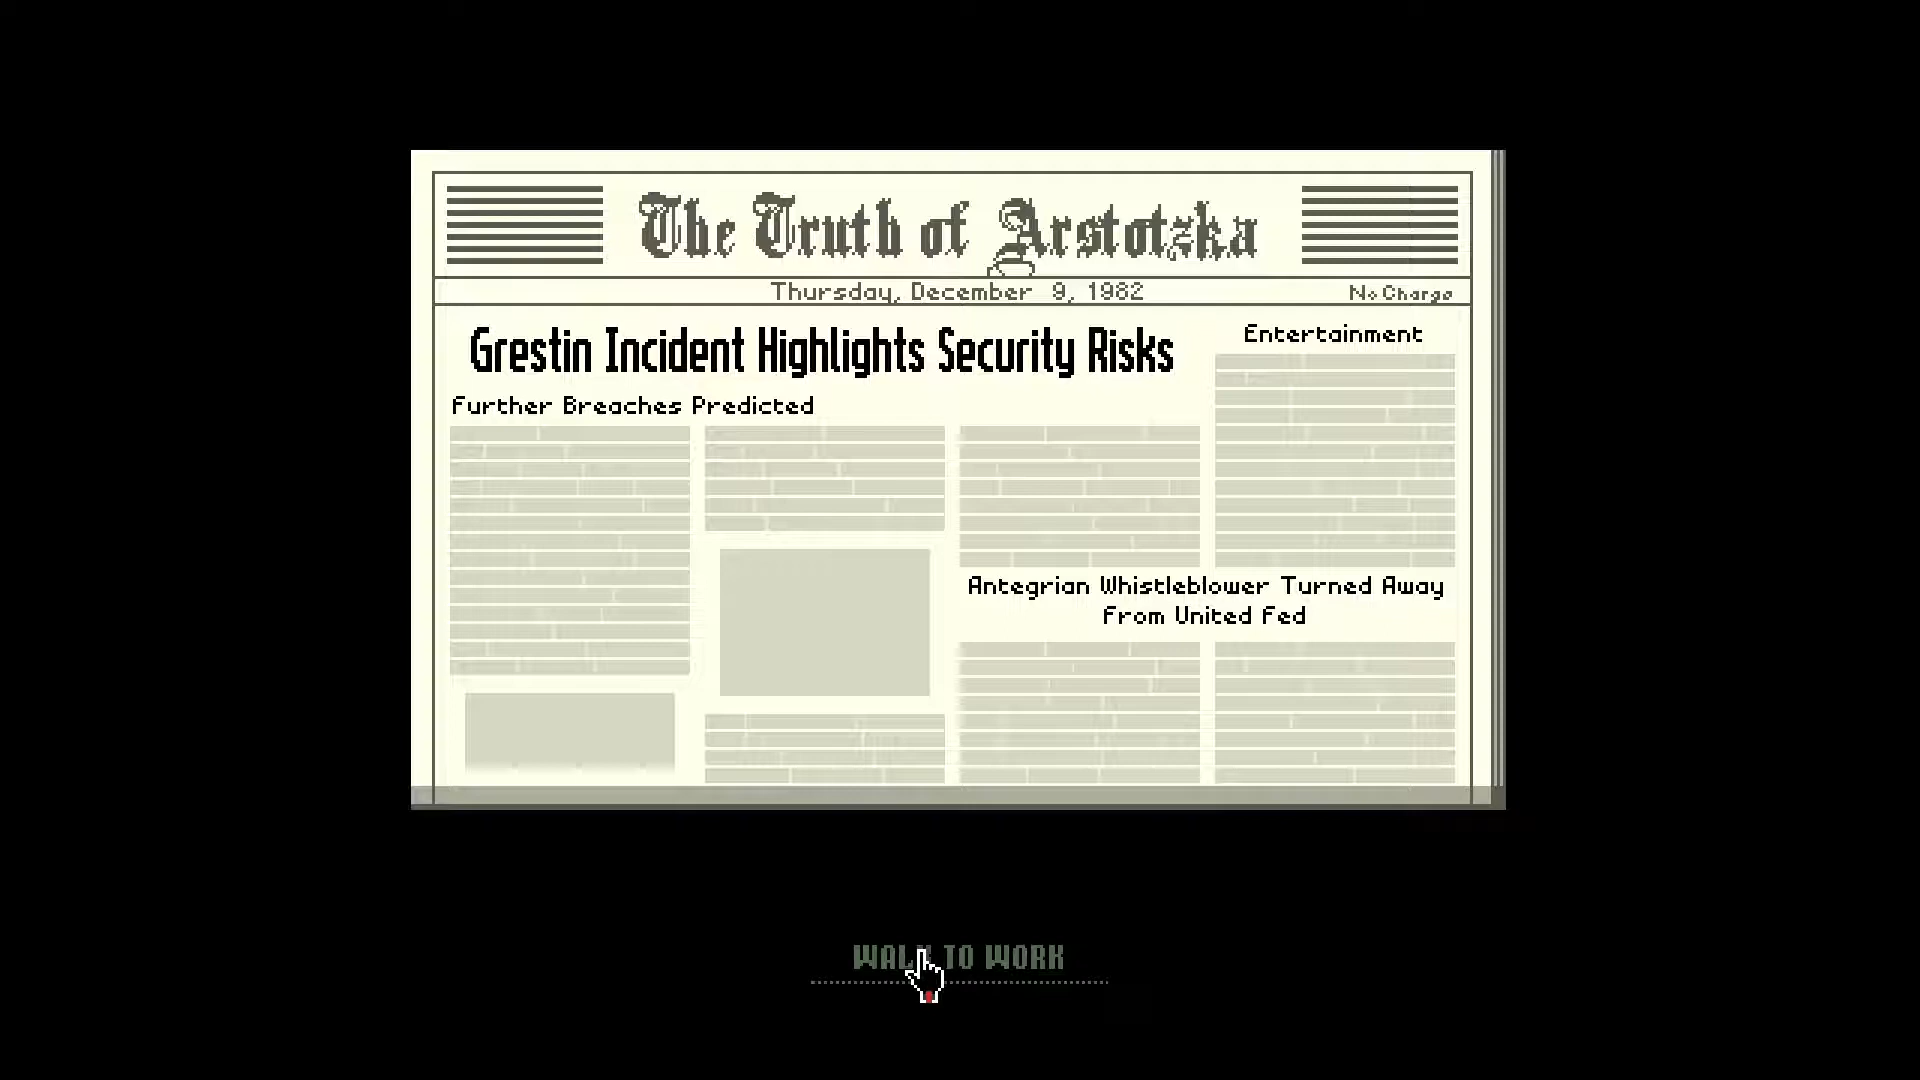 The Truth of Arstotzka
Thursday, December 9, 1982
No Charge
Grestin Incident Highlights Security Risks
Further Breaches Predicted
Entertainment
Antegrian Whistleblower Turned Away
From United Fed
WALK TO WORK